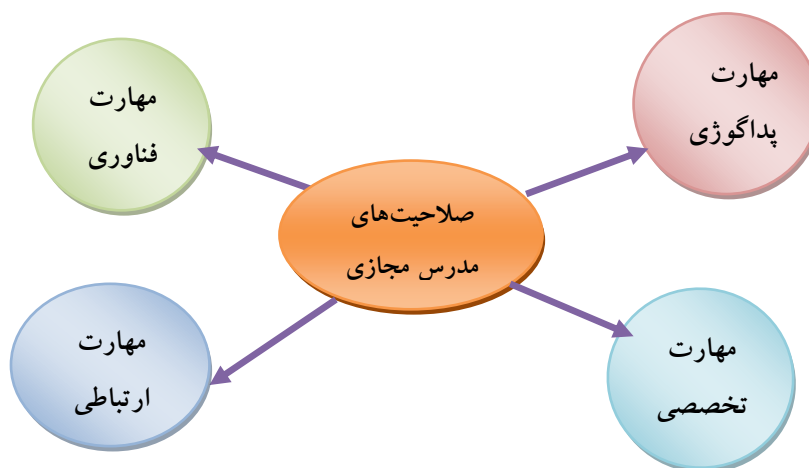 مهارت
پداگوژی
مهارت
فناوری
صلاحیت‌های
مدرس مجازی
مهارت
تخصصی
مهارت
ارتباطی